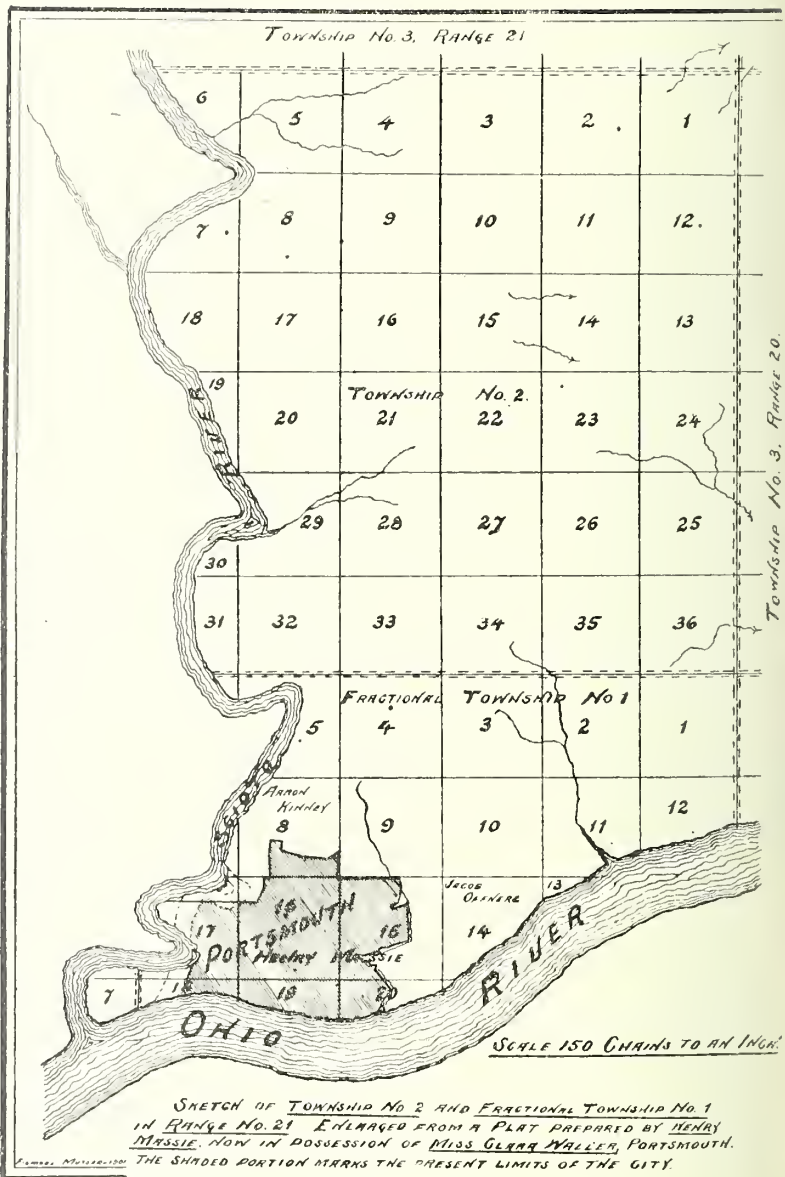 TOWNSHIP NO. 3, RANGE 21
6 5 4 3 2 1
7 8 9 10 11 12
18 17 16 15 14 13
19
TOWNSHIP NO. 2.
20 21 22 23 24
29 28 27 26 25
30
31 32 33 34 35 36
TOWNSHIP NO. 3, RANGE 20.
RIVER
FRACTIONAL TOWNSHIP NO 1
5 4 3 2 1
SCIOTO
AARON
KINNEY
8 9 10 11 12
JACOB
13
17 15 16 14
PORTSMOUTH
HENRY MASSIE
7 18 19 20
OHIO RIVER
SCALE 150 CHAINS TO AN INCH.
SKETCH OF TOWNSHIP NO 2 AND FRACTIONAL TOWNSHIP NO. 1
IN RANGE NO. 21 ENLARGED FROM A PLAT PREPARED BY HENRY
MASSIE. NOW IN POSSESSION OF MISS CLARA WALLER, PORTSMOUTH.
THE SHADED PORTION MARKS THE PRESENT LIMITS OF THE CITY.